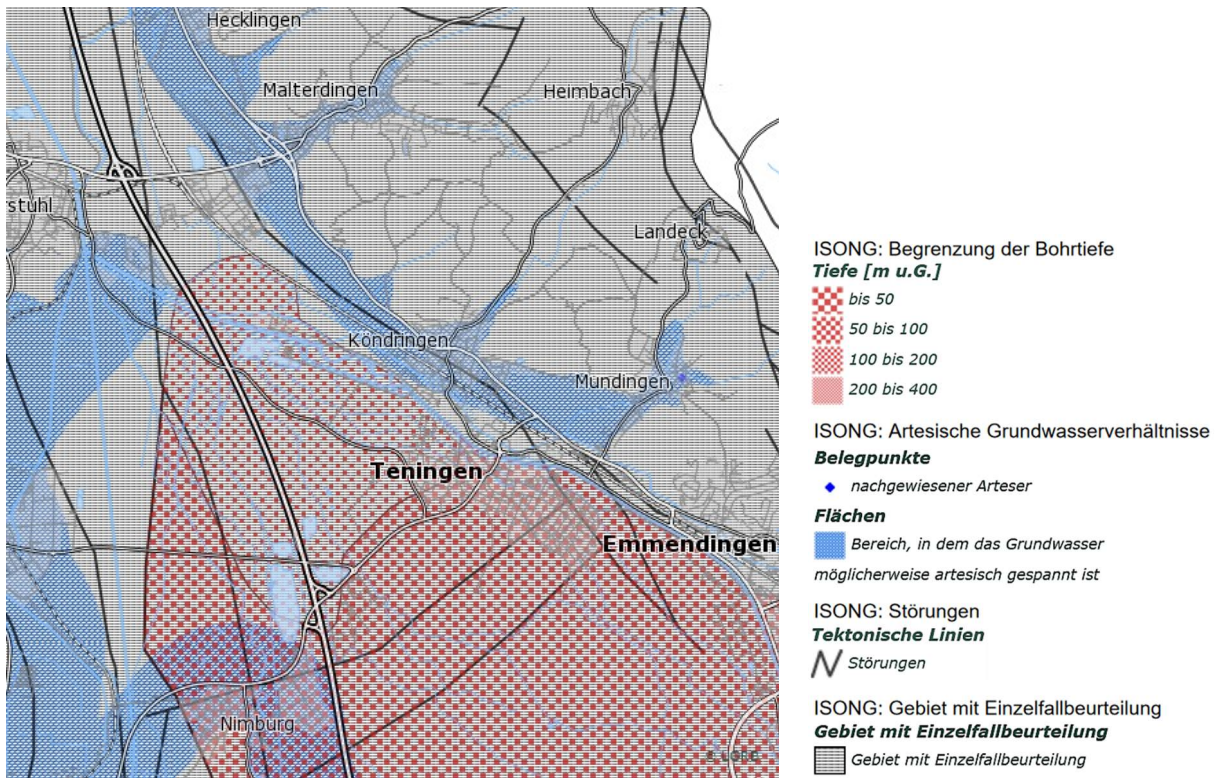 Hecklingen
Malterdingen
Heimbach
stuhl
Landeck
Köndringen
Mundingen
Teningen
Emmendingen
Nimburg
ISONG: Begrenzung der Bohrtiefe
Tiefe [m u.G.]
bis 50
50 bis 100
100 bis 200
200 bis 400
ISONG: Artesische Grundwasserverhältnisse
Belegpunkte
nachgewiesener Arteser
Flächen
Bereich, in dem das Grundwasser
möglicherweise artesisch gespannt ist
ISONG: Störungen
Tektonische Linien
Störungen
ISONG: Gebiet mit Einzelfallbeurteilung
Gebiet mit Einzelfallbeurteilung
Gebiet mit Einzelfallbeurteilung